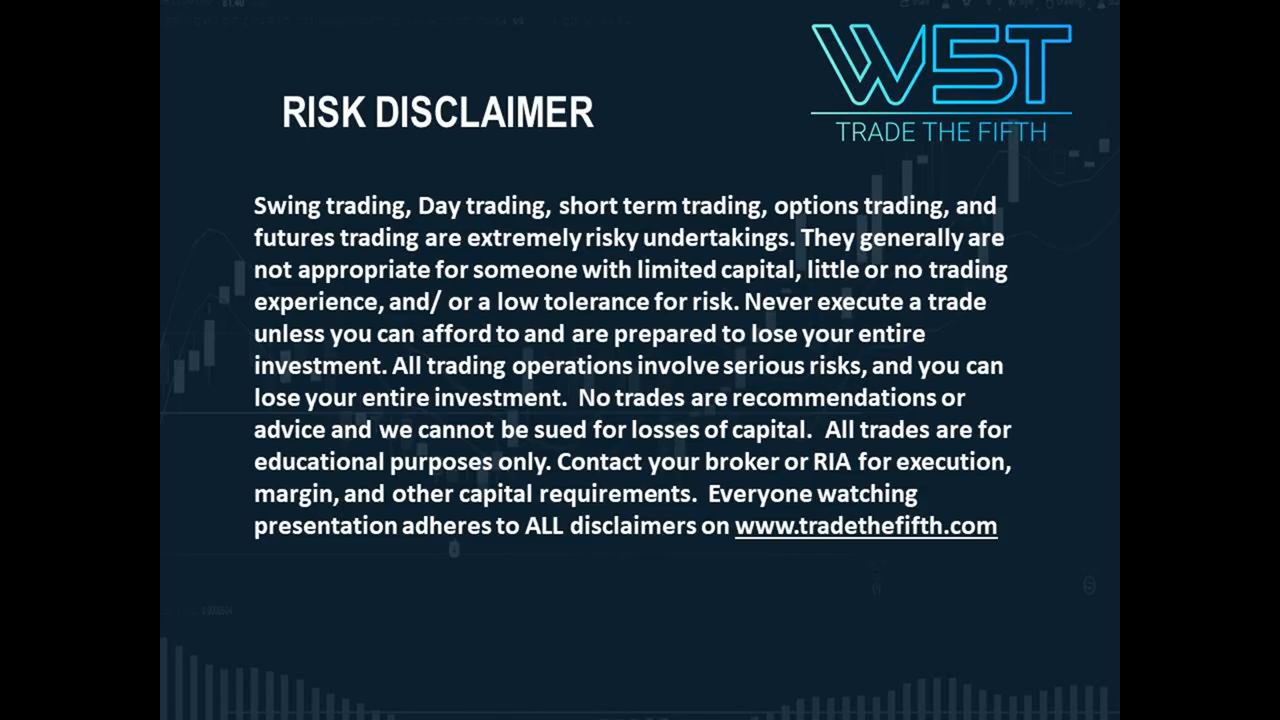 W5T
TRADE THE FIFTH
RISK DISCLAIMER
Swing trading, Day trading, short term trading, options trading, and
futures trading are extremely risky undertakings. They generally are
not appropriate for someone with limited capital, little or no trading
experience, and/ or a low tolerance for risk. Never execute a trade
unless you can afford to and are prepared to lose your entire
investment. All trading operations involve serious risks, and you can
lose your entire investment.  No trades are recommendations or
advice and we cannot be sued for losses of capital.  All trades are for
educational purposes only. Contact your broker or RIA for execution,
margin, and other capital requirements.  Everyone watching
presentation adheres to ALL disclaimers on www.tradethefifth.com